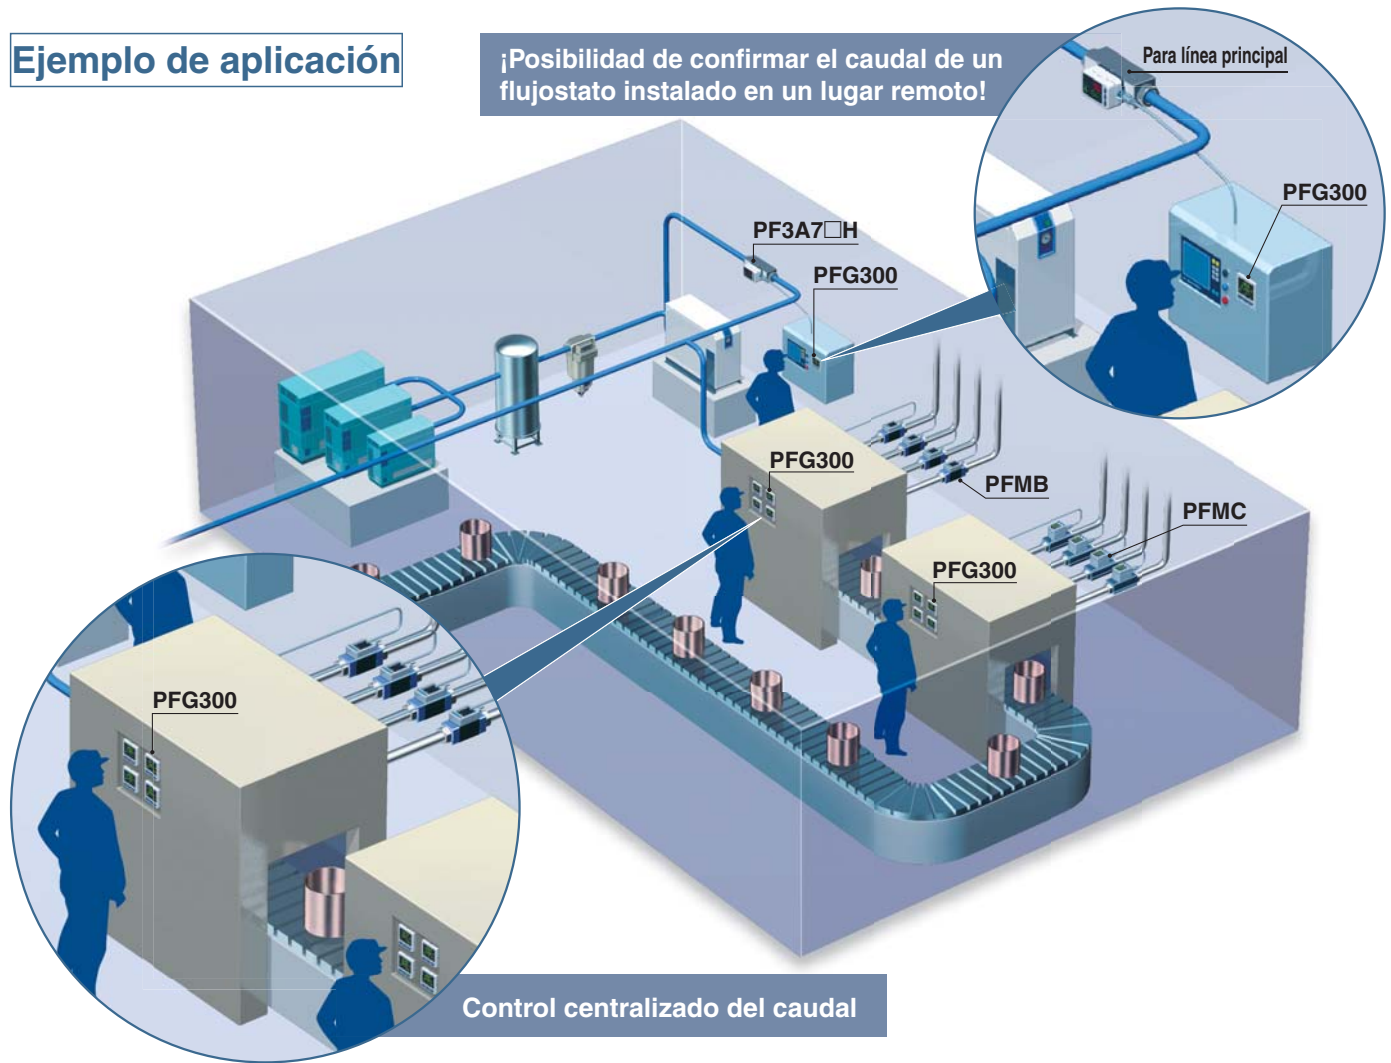 Ejemplo de aplicación
¡Posibilidad de confirmar el caudal de un
flujostato instalado en un lugar remoto!
Para línea principal
PFG300
PF3A7□H
PFG300
PFG300
PFMB
PFMC
PFG300
PFG300
Control centralizado del caudal